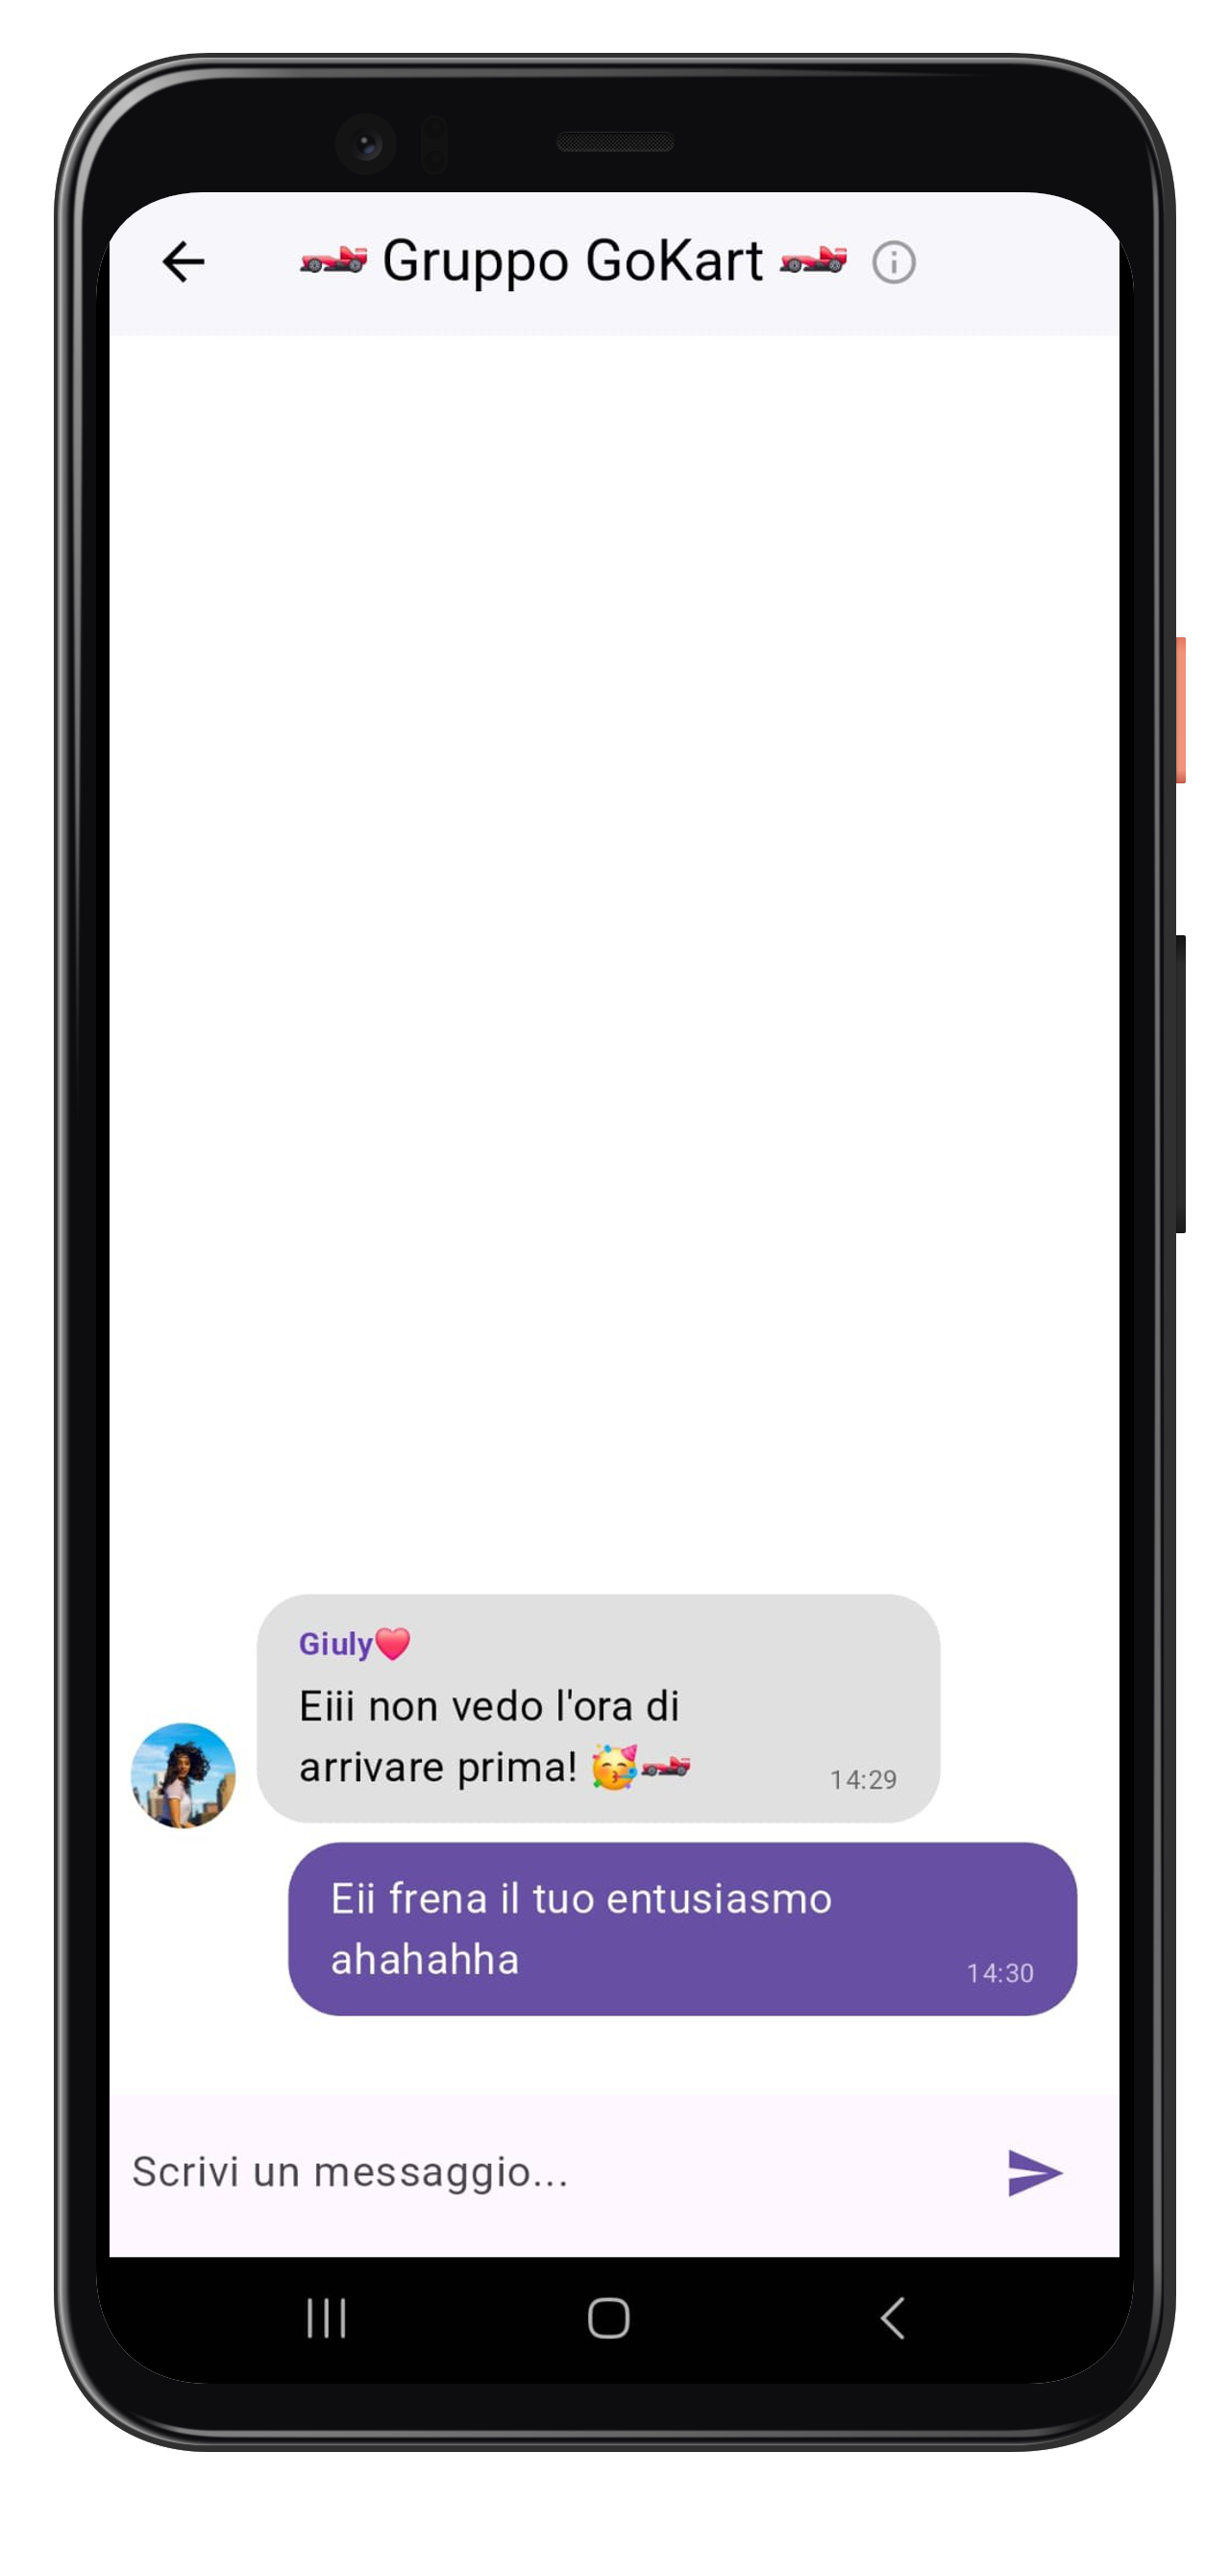 🏎️ Gruppo GoKart 🏎️
Giuly❤️
Eiii non vedo l'ora di
arrivare prima! 🥳🏎️
14:29
Eii frena il tuo entusiasmo
ahahahha
14:30
Scrivi un messaggio...